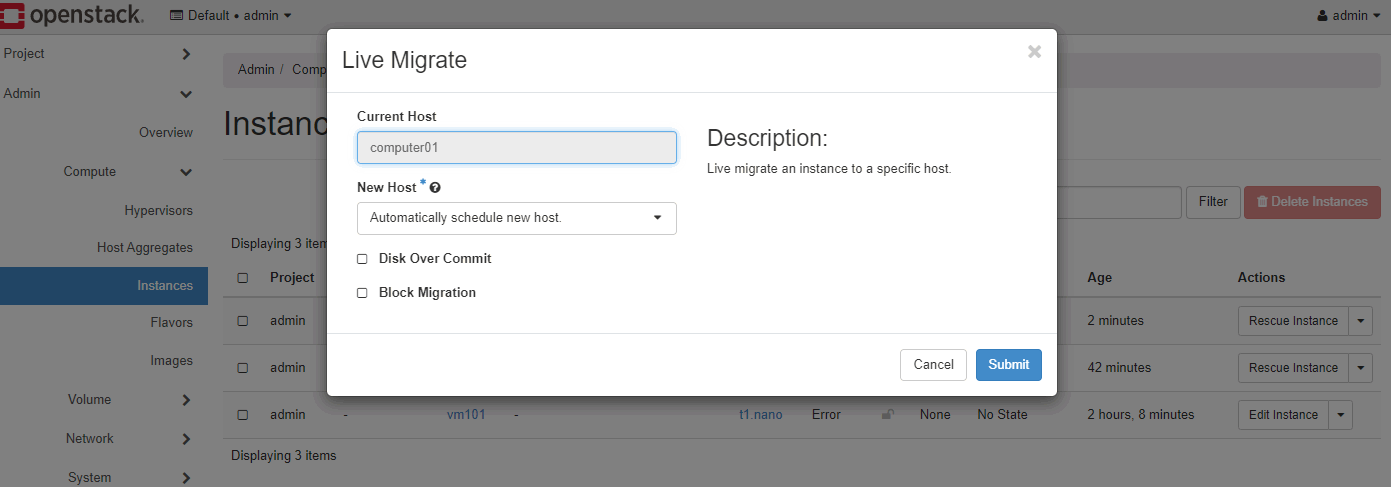 openstack. Default • admin admin
Project
Admin
Overview
Compute
Hypervisors
Host Aggregates
Instances
Flavors
Images
Volume
Network
System
Admin / Comp
Instanc
Live Migrate ×
Current Host
computer01
New Host * ?
Automatically schedule new host.
Disk Over Commit
Block Migration
Description:
Live migrate an instance to a specific host.
Cancel Submit
Filter Delete Instances
Displaying 3 item
Project Age Actions
admin 2 minutes Rescue Instance
admin 42 minutes Rescue Instance
admin - vm101 - t1.nano Error None No State 2 hours, 8 minutes Edit Instance
Displaying 3 items